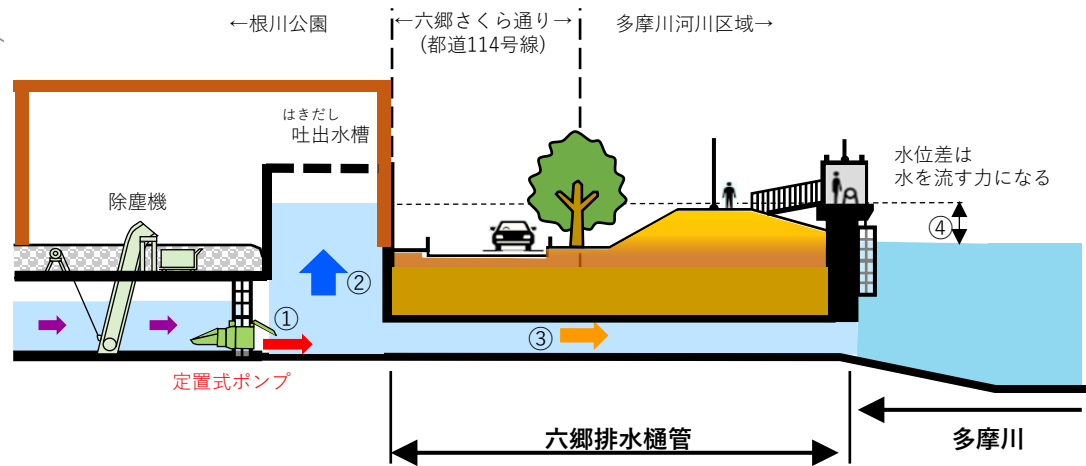 ←根川公園
←六郷さくら通り→
(都道114号線)
多摩川河川区域→
はきだし
吐出水槽
水位差は
水を流す力になる
除塵機
④
②
①
③
定置式ポンプ
六郷排水樋管
多摩川